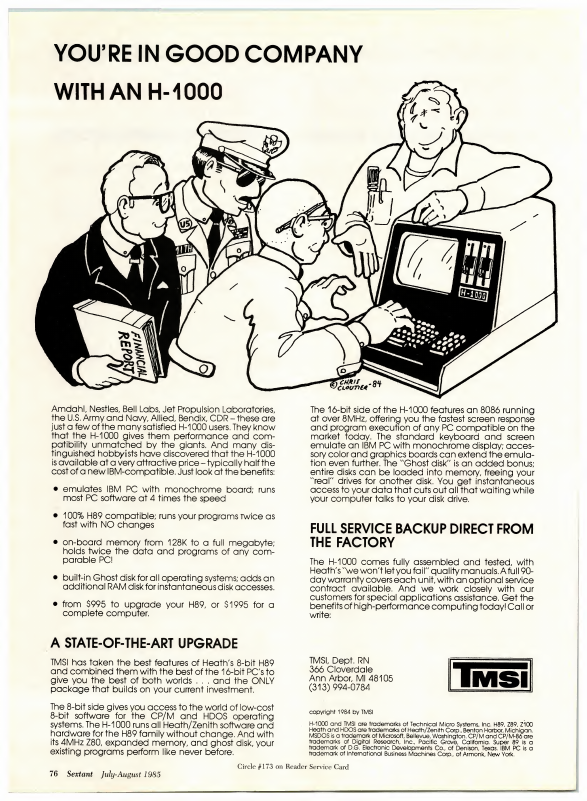 YOU'RE IN GOOD COMPANY
WITH AN H-1000
US
H-1000
FINANCIAL
REPORT
© CHRIS
CLOUTIER-84
Amdahl, Nestles, Bell Labs, Jet Propulsion Laboratories,
the U.S. Army and Navy, Allied, Bendix, CDR – these are
just a few of the many satisfied H-1000 users. They know
that the H-1000 gives them performance and com-
patibility unmatched by the giants. And many dis-
tinguished hobbyists have discovered that the H-1000
is available at a very attractive price – typically half the
cost of a new IBM-compatible. Just look at the benefits:
• emulates IBM PC with monochrome board; runs
most PC software at 4 times the speed
• 100% H89 compatible; runs your programs twice as
fast with NO changes
• on-board memory from 128K to a full megabyte;
holds twice the data and programs of any com-
parable PC!
• built-in Ghost disk for all operating systems; adds an
additional RAM disk for instantaneous disk accesses.
• from $995 to upgrade your H89, or $1995 for a
complete computer.
A STATE-OF-THE-ART UPGRADE
TMSI has taken the best features of Heath's 8-bit H89
and combined them with the best of the 16-bit PC's to
give you the best of both worlds . . . and the ONLY
package that builds on your current investment.
The 8-bit side gives you access to the world of low-cost
8-bit software for the CP/M and HDOS operating
systems. The H-1000 runs all Heath/Zenith software and
hardware for the H89 family without change. And with
its 4MHz Z80, expanded memory, and ghost disk, your
existing programs perform like never before.
The 16-bit side of the H-1000 features an 8086 running
at over 8MHz, offering you the fastest screen response
and program execution of any PC compatible on the
market today. The standard keyboard and screen
emulate an IBM PC with monochrome display; acces-
sory color and graphics boards can extend the emula-
tion even further. The "Ghost disk" is an added bonus;
entire disks can be loaded into memory, freeing your
"real" drives for another disk. You get instantaneous
access to your data that cuts out all that waiting while
your computer talks to your disk drive.
FULL SERVICE BACKUP DIRECT FROM
THE FACTORY
The H-1000 comes fully assembled and tested, with
Heath's "we won't let you fail" quality manuals. A full 90-
day warranty covers each unit, with an optional service
contract available. And we work closely with our
customers for special applications assistance. Get the
benefits of high-performance computing today! Call or
write:
TMSI, Dept. RN
366 Cloverdale
Ann Arbor, MI 48105
(313) 994-0784
TMSI
copyright 1984 by TMSI
H-1000 and TMSI are trademarks of Technical Micro Systems, Inc. H89, Z89, Z100
Heath and HDOS are trademarks of Heath/Zenith Corp., Benton Harbor, Michigan.
MSDOS is a trademark of Microsoft, Bellevue, Washington. CP/M and CP/M-86 are
trademarks of Digital Research, Inc., Pacific Grove, California. Super 89 is a
trademark of D.G. Electronic Developments Co., of Denison, Texas. IBM PC is a
trademark of International Business Machines Corp., of Armonk, New York.
76 Sextant July-August 1985
Circle #173 on Reader Service Card